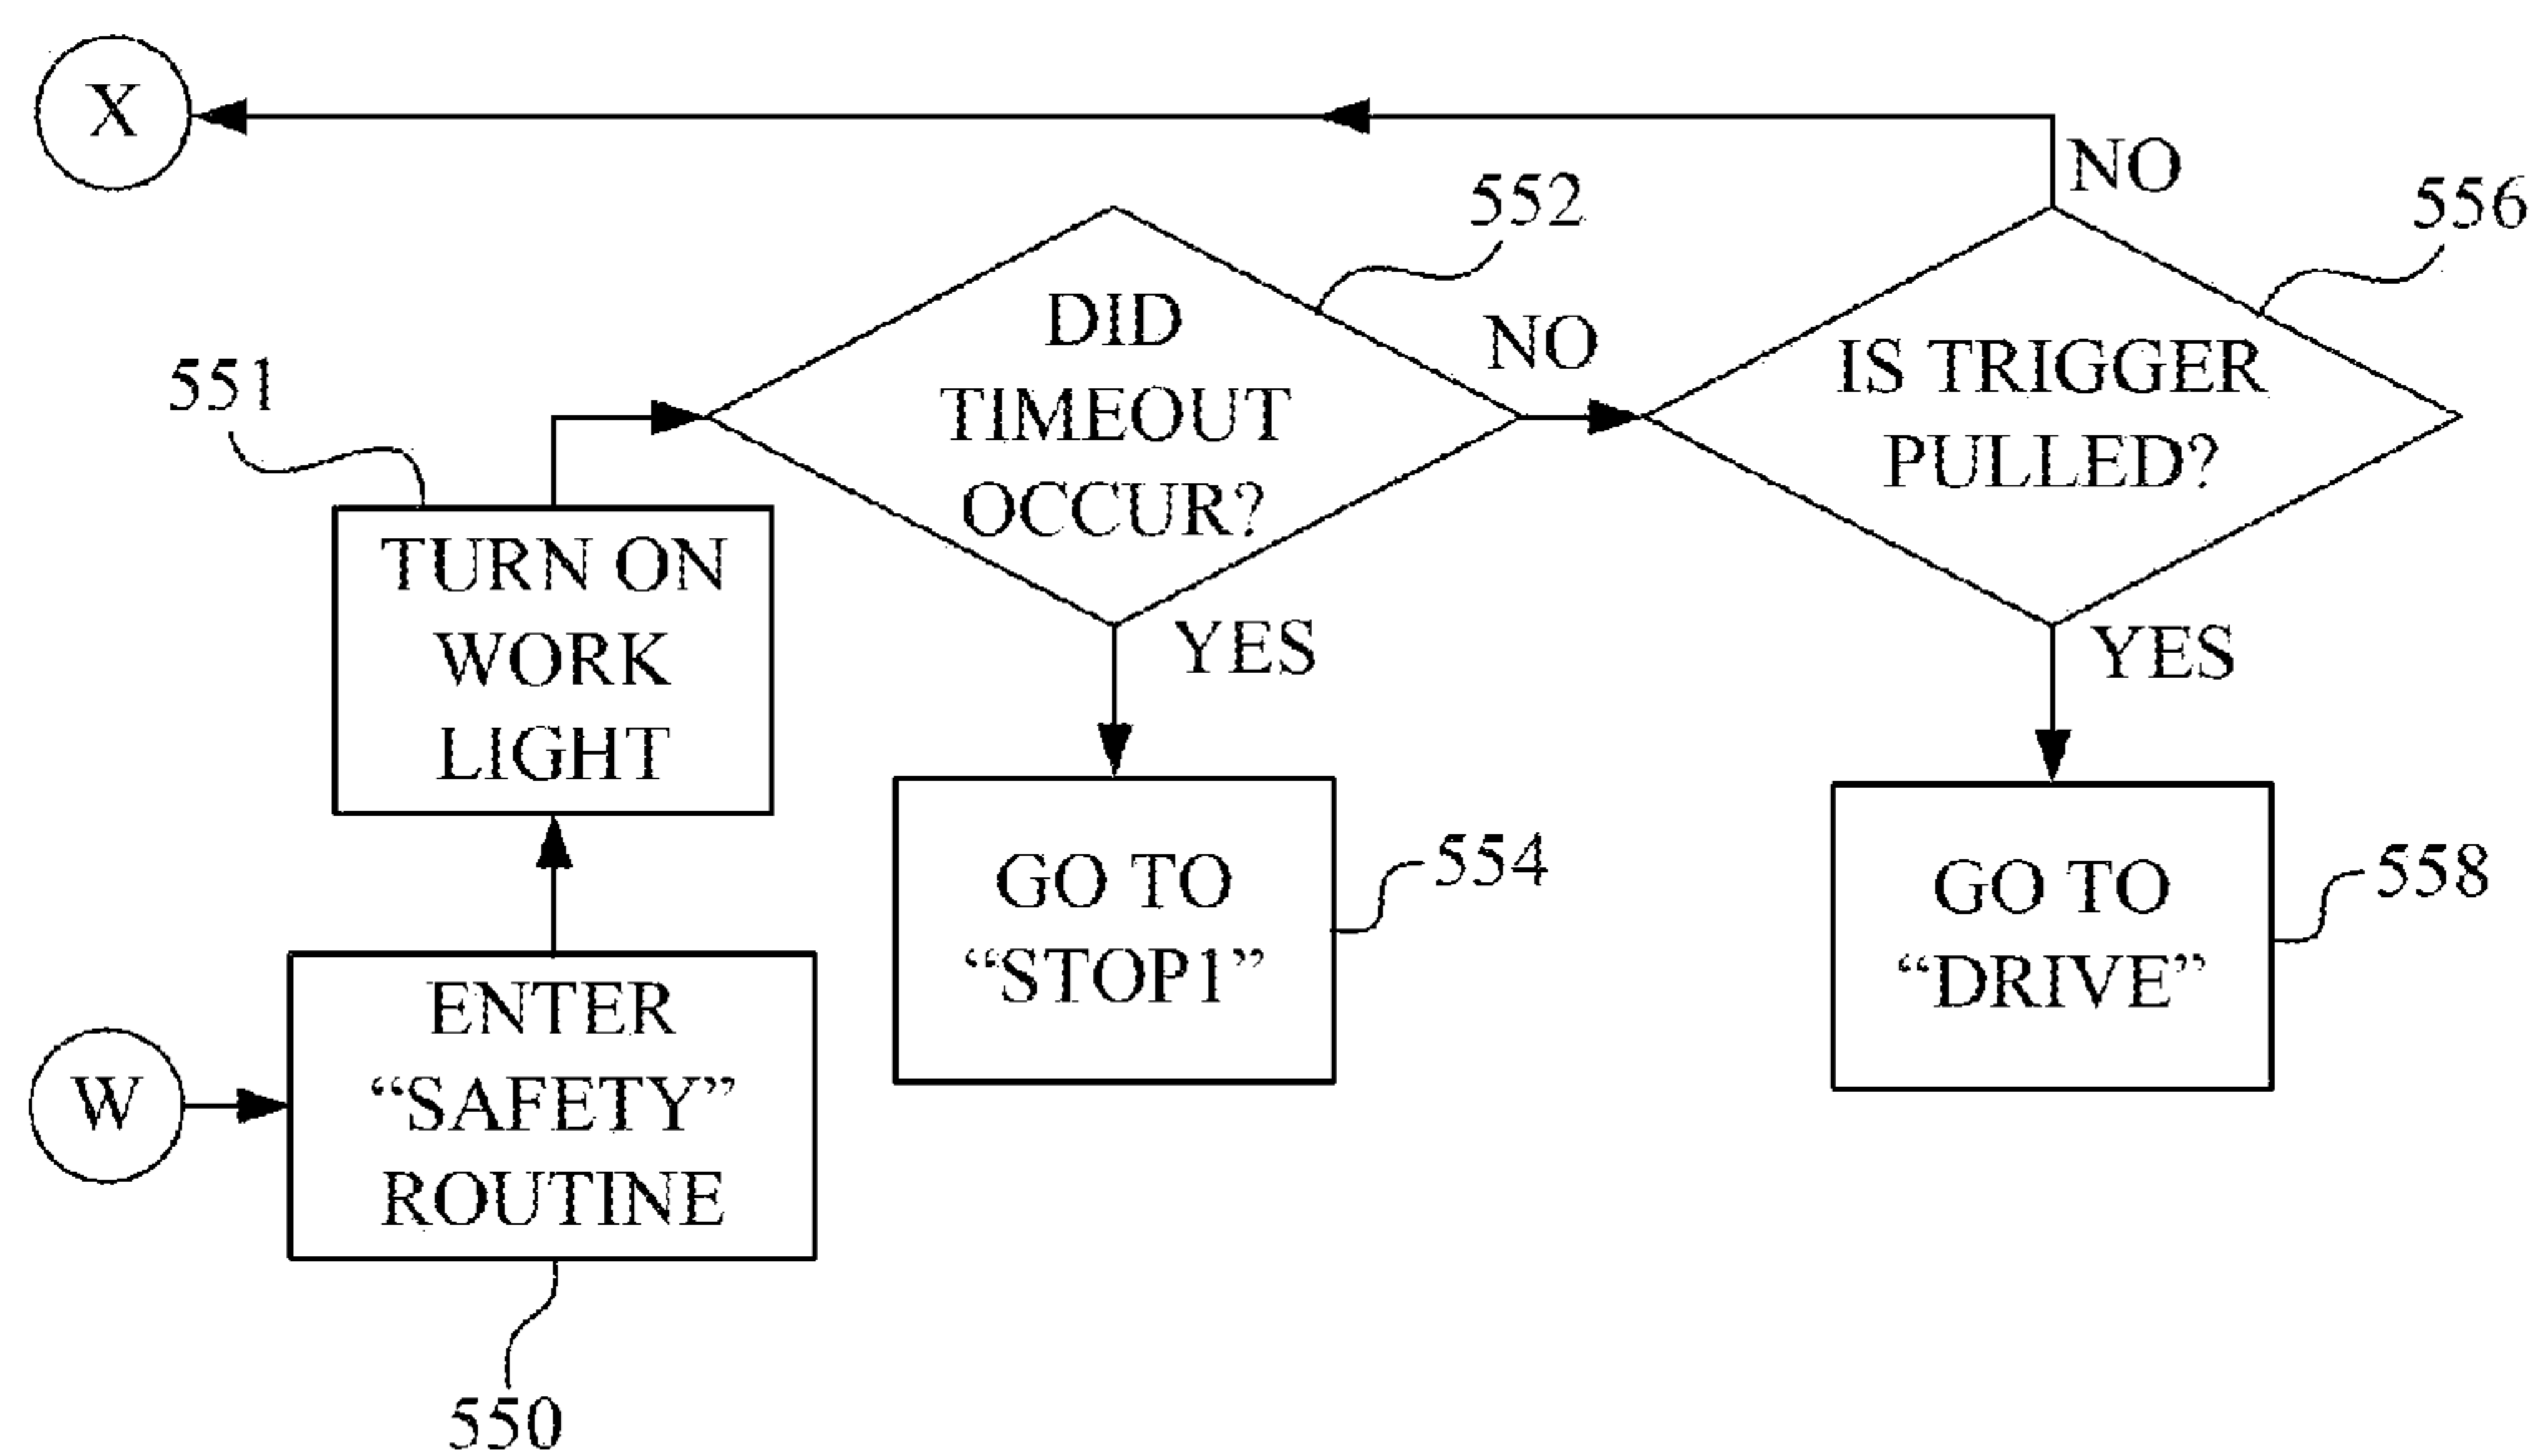 X
NO
552
556
DID
TIMEOUT
OCCUR?
NO
IS TRIGGER
PULLED?
551
TURN ON
WORK
LIGHT
YES
YES
GO TO
“STOP1”
554
GO TO
“DRIVE”
558
W
ENTER
“SAFETY”
ROUTINE
550